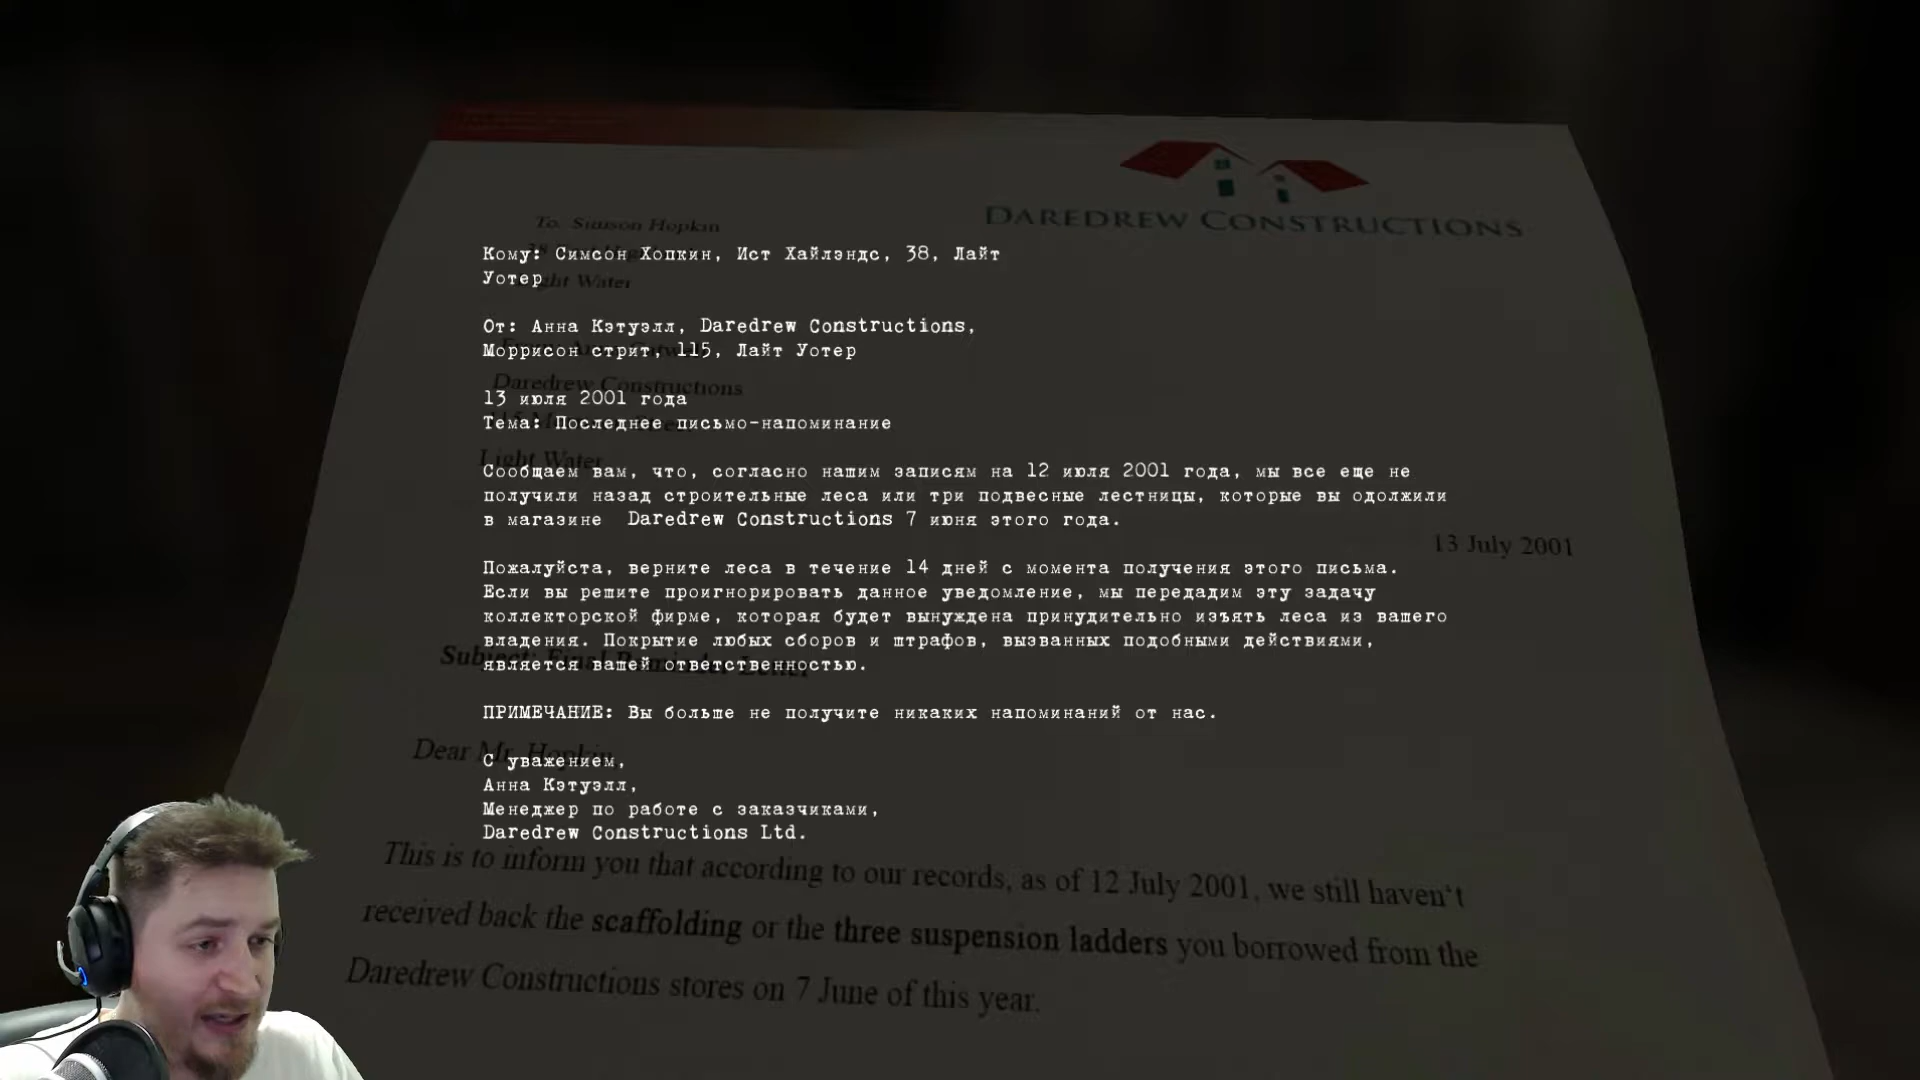 DAREDREW CONSTRUCTIONS
To: Simson Hopkin
Кому: Симсон Хопкин, Ист Хайлэндс, 38, Лайт
Уотер
Light Water
От: Анна Кэтуэлл, Daredrew Constructions,
Моррисон стрит, 115, Лайт Уотер
Daredrew Constructions
13 июля 2001 года
Тема: Последнее письмо-напоминание
Light Water
Сообщаем вам, что, согласно нашим записям на 12 июля 2001 года, мы все еще не
получили назад строительные леса или три подвесные лестницы, которые вы одолжили
в магазине Daredrew Constructions 7 июня этого года.
13 July 2001
Пожалуйста, верните леса в течение 14 дней с момента получения этого письма.
Если вы решите проигнорировать данное уведомление, мы передадим эту задачу
коллекторской фирме, которая будет вынуждена принудительно изъять леса из вашего
владения. Покрытие любых сборов и штрафов, вызванных подобными действиями,
является вашей ответственностью.
Subject: Final Reminder Letter
ПРИМЕЧАНИЕ: Вы больше не получите никаких напоминаний от нас.
Dear Mr. Hopkin,
С уважением,
Анна Кэтуэлл,
Менеджер по работе с заказчиками,
Daredrew Constructions Ltd.
This is to inform you that according to our records, as of 12 July 2001, we still haven't
received back the scaffolding or the three suspension ladders you borrowed from the
Daredrew Constructions stores on 7 June of this year.